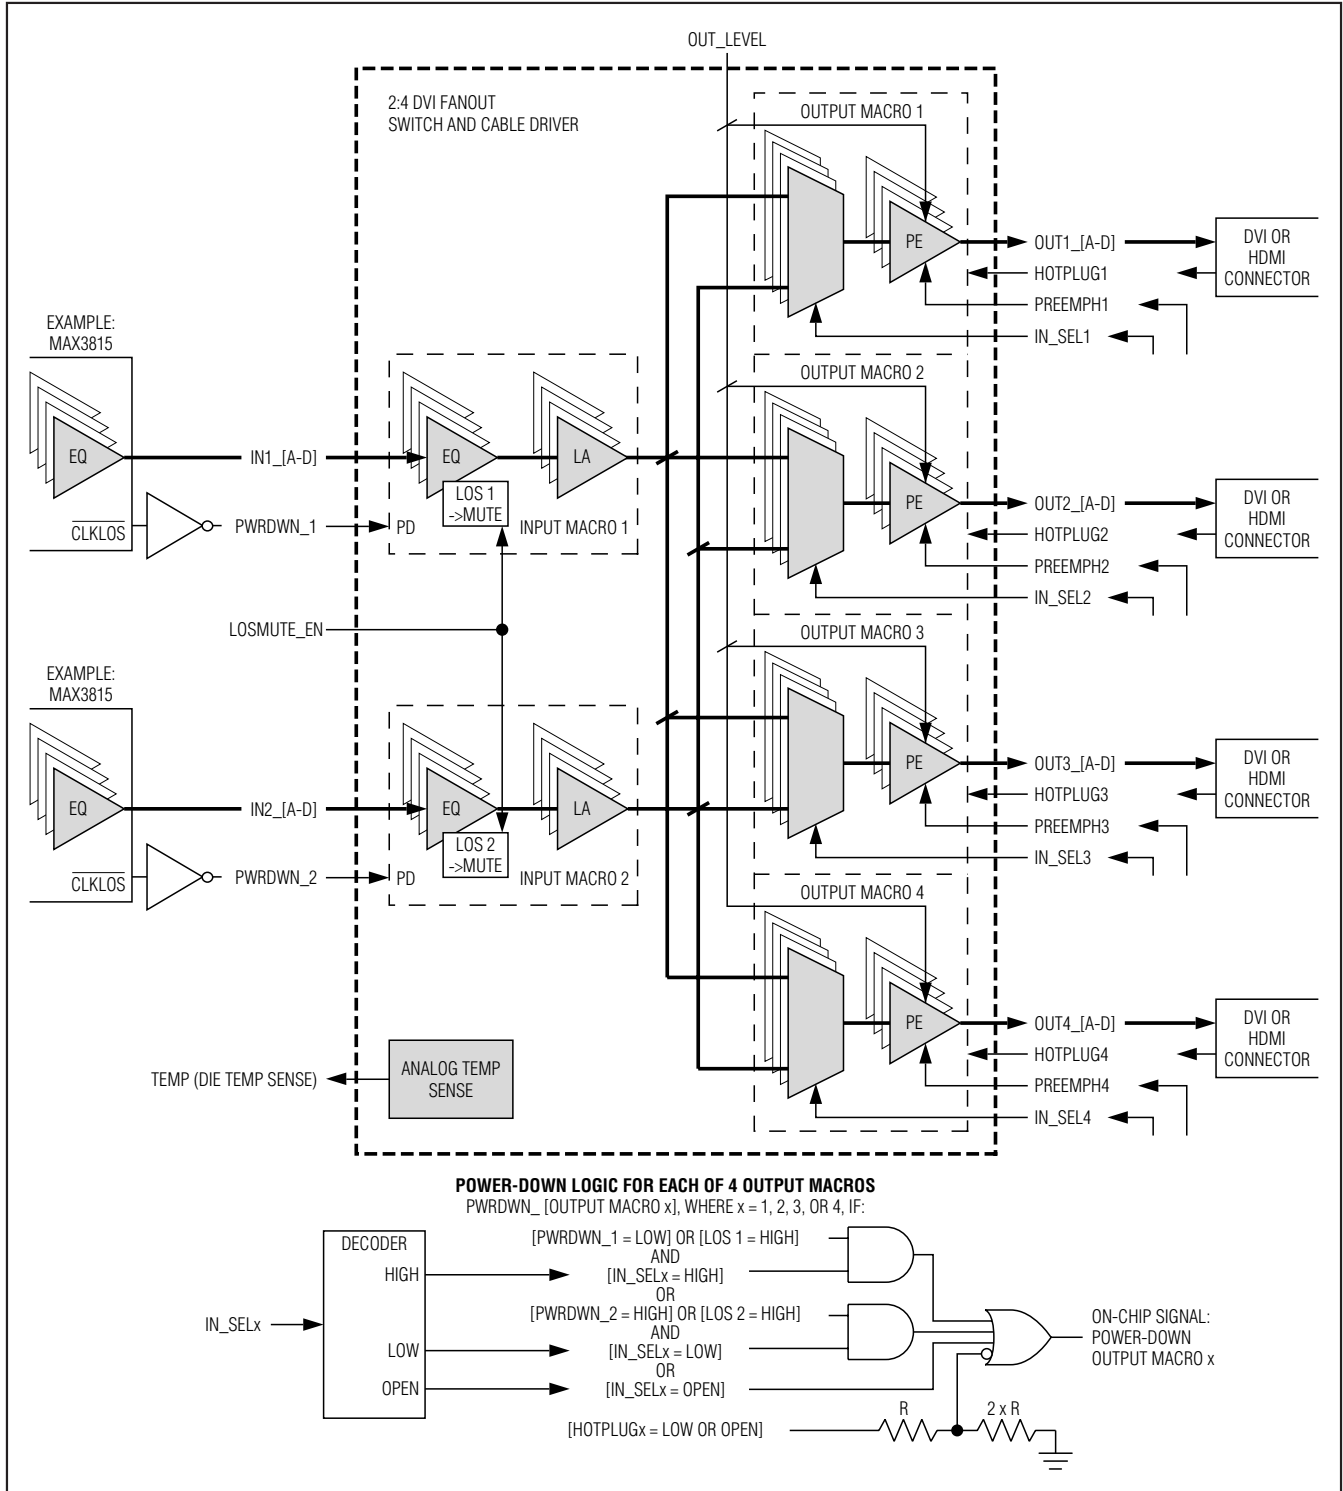 OUT_LEVEL
2:4 DVI FANOUT
SWITCH AND CABLE DRIVER
OUTPUT MACRO 1
PE
OUT1_[A-D]
HOTPLUG1
PREEMPH1
IN_SEL1
DVI OR
HDMI
CONNECTOR
EXAMPLE:
MAX3815
EQ
CLKLOS
IN1_[A-D]
PWRDWN_1
PD
EQ
LOS 1
->MUTE
LA
INPUT MACRO 1
OUTPUT MACRO 2
PE
OUT2_[A-D]
HOTPLUG2
PREEMPH2
IN_SEL2
DVI OR
HDMI
CONNECTOR
LOSMUTE_EN
EXAMPLE:
MAX3815
EQ
CLKLOS
IN2_[A-D]
PWRDWN_2
PD
EQ
LOS 2
->MUTE
LA
INPUT MACRO 2
OUTPUT MACRO 3
PE
OUT3_[A-D]
HOTPLUG3
PREEMPH3
IN_SEL3
DVI OR
HDMI
CONNECTOR
OUTPUT MACRO 4
PE
OUT4_[A-D]
HOTPLUG4
PREEMPH4
IN_SEL4
DVI OR
HDMI
CONNECTOR
TEMP (DIE TEMP SENSE)
ANALOG TEMP
SENSE
POWER-DOWN LOGIC FOR EACH OF 4 OUTPUT MACROS
PWRDWN_ [OUTPUT MACRO x], WHERE x = 1, 2, 3, OR 4, IF:
IN_SELx
DECODER
HIGH
LOW
OPEN
[PWRDWN_1 = LOW] OR [LOS 1 = HIGH]
AND
[IN_SELx = HIGH]
OR
[PWRDWN_2 = HIGH] OR [LOS 2 = HIGH]
AND
[IN_SELx = LOW]
OR
[IN_SELx = OPEN]
[HOTPLUGx = LOW OR OPEN]
R
2 x R
ON-CHIP SIGNAL:
POWER-DOWN
OUTPUT MACRO x